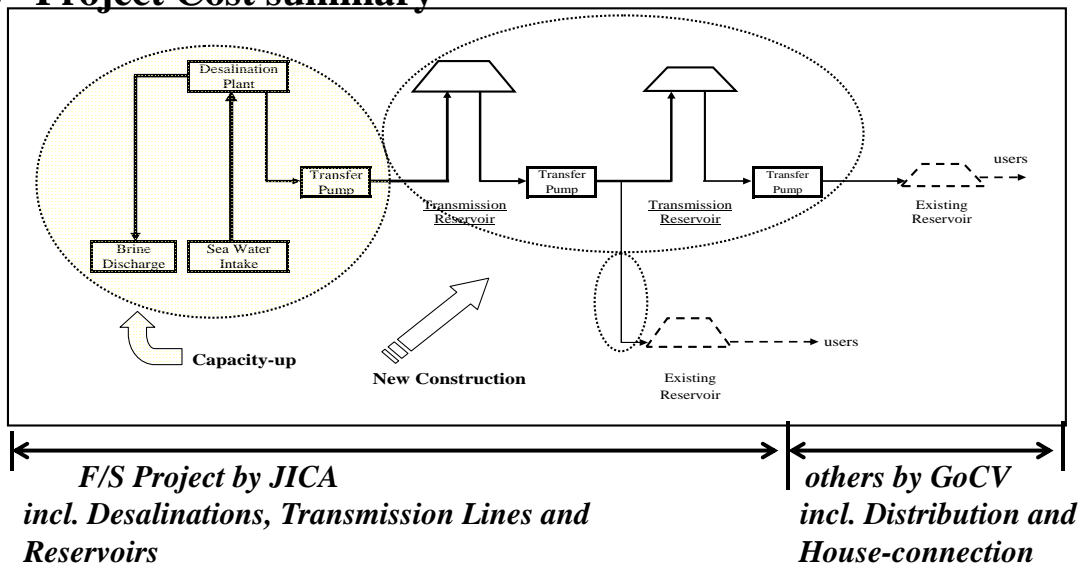 Project Cost summary
Desalination
Plant
Transfer
Pump
Transmission
Reservoir
Transfer
Pump
Transmission
Reservoir
Transfer
Pump
users
Existing
Reservoir
Brine
Discharge
Sea Water
Intake
Capacity-up
New Construction
users
Existing
Reservoir
F/S Project by JICA
incl. Desalinations, Transmission Lines and
Reservoirs
others by GoCV
incl. Distribution and
House-connection